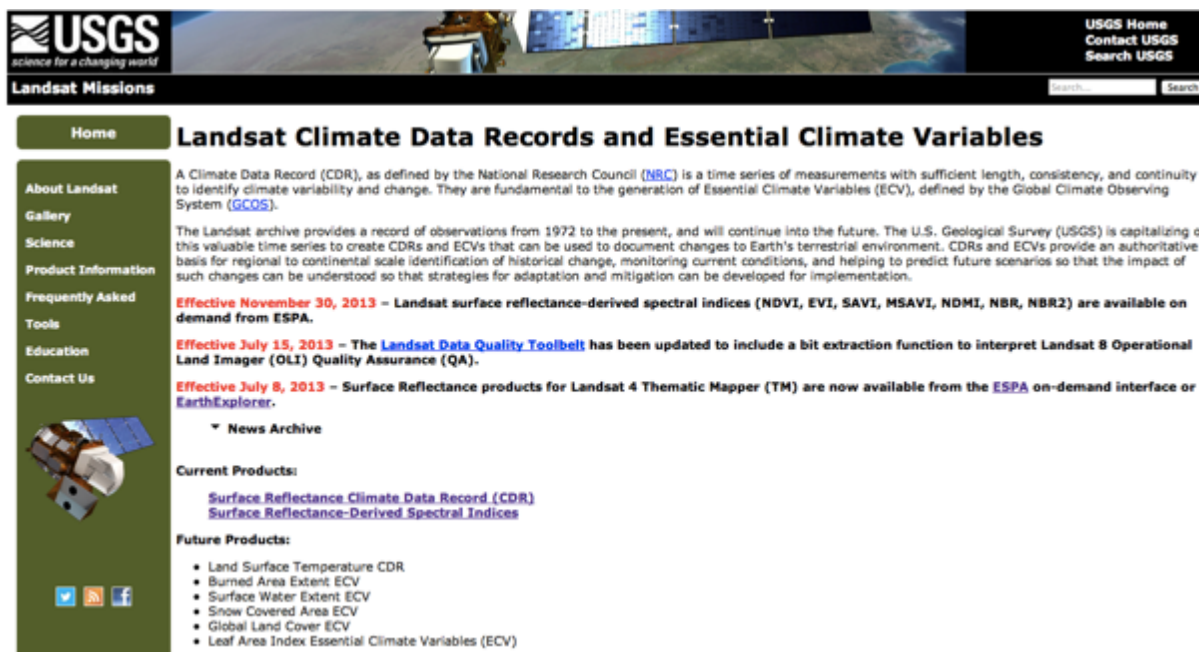 USGS
science for a changing world
USGS Home
Contact USGS
Search USGS
Landsat Missions
Search...
Search
Home
About Landsat
Gallery
Science
Product Information
Frequently Asked
Tools
Education
Contact Us
Landsat Climate Data Records and Essential Climate Variables
A Climate Data Record (CDR), as defined by the National Research Council (NRC) is a time series of measurements with sufficient length, consistency, and continuity
to identify climate variability and change. They are fundamental to the generation of Essential Climate Variables (ECV), defined by the Global Climate Observing
System (GCOS).
The Landsat archive provides a record of observations from 1972 to the present, and will continue into the future. The U.S. Geological Survey (USGS) is capitalizing
this valuable time series to create CDRs and ECVs that can be used to document changes to Earth's terrestrial environment. CDRs and ECVs provide an authoritative
basis for regional to continental scale identification of historical change, monitoring current conditions, and helping to predict future scenarios so that the impact of
such changes can be understood so that strategies for adaptation and mitigation can be developed for implementation.
Effective November 30, 2013 – Landsat surface reflectance-derived spectral indices (NDVI, EVI, SAVI, MSAVI, NDMI, NBR, NBR2) are available on
demand from ESPA.
Effective July 15, 2013 – The Landsat Data Quality Toolbelt has been updated to include a bit extraction function to interpret Landsat 8 Operational
Land Imager (OLI) Quality Assurance (QA).
Effective July 8, 2013 – Surface Reflectance products for Landsat 4 Thematic Mapper (TM) are now available from the ESPA on-demand interface or
EarthExplorer.
News Archive
Current Products:
Surface Reflectance Climate Data Record (CDR)
Surface Reflectance-Derived Spectral Indices
Future Products:
• Land Surface Temperature CDR
• Burned Area Extent ECV
• Surface Water Extent ECV
• Snow Covered Area ECV
• Global Land Cover ECV
• Leaf Area Index Essential Climate Variables (ECV)